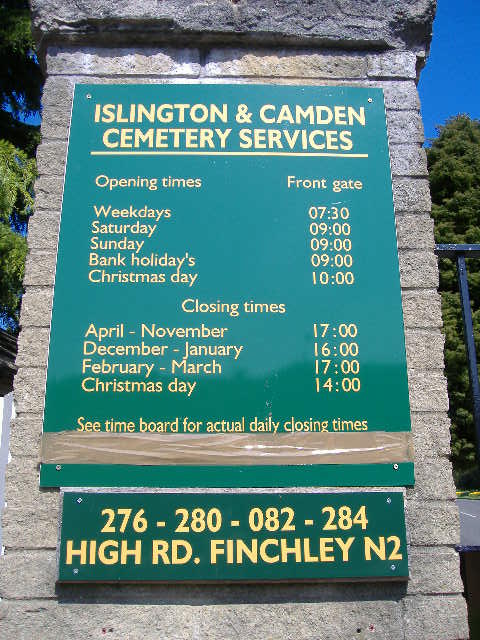 ISLINGTON & CAMDEN
CEMETERY SERVICES
Opening times Front gate
Weekdays 07:30
Saturday 09:00
Sunday 09:00
Bank holiday's 09:00
Christmas day 10:00
Closing times
April - November 17:00
December - January 16:00
February - March 17:00
Christmas day 14:00
See time board for actual daily closing times
276 - 280 - 082 - 284
HIGH RD. FINCHLEY N2